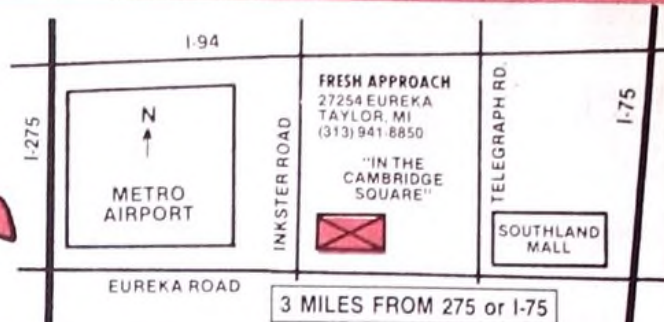 I-94
I-275
N
METRO
AIRPORT
INKSTER ROAD
FRESH APPROACH
27254 EUREKA
TAYLOR, MI
(313) 941-8850
"IN THE
CAMBRIDGE
SQUARE"
TELEGRAPH RD.
I-75
SOUTHLAND
MALL
EUREKA ROAD
3 MILES FROM 275 or I-75